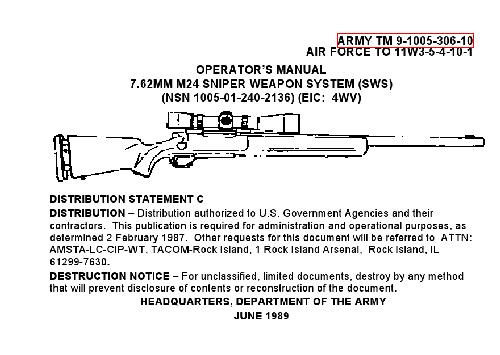 ARMY TM 9-1005-306-10
AIR FORCE TO 11W3-5-4-10-1
OPERATOR'S MANUAL
7.62MM M24 SNIPER WEAPON SYSTEM (SWS)
(NSN 1005-01-240-2136) (EIC: 4WV)
DISTRIBUTION STATEMENT C
DISTRIBUTION – Distribution authorized to U.S. Government Agencies and their
contractors. This publication is required for administration and operational purposes, as
determined 2 February 1987. Other requests for this document will be referred to ATTN:
AMSTA-LC-CIP-WT, TACOM-Rock Island, 1 Rock Island Arsenal, Rock Island, IL
61299-7630.
DESTRUCTION NOTICE – For unclassified, limited documents, destroy by any method
that will prevent disclosure of contents or reconstruction of the document.
HEADQUARTERS, DEPARTMENT OF THE ARMY
JUNE 1989